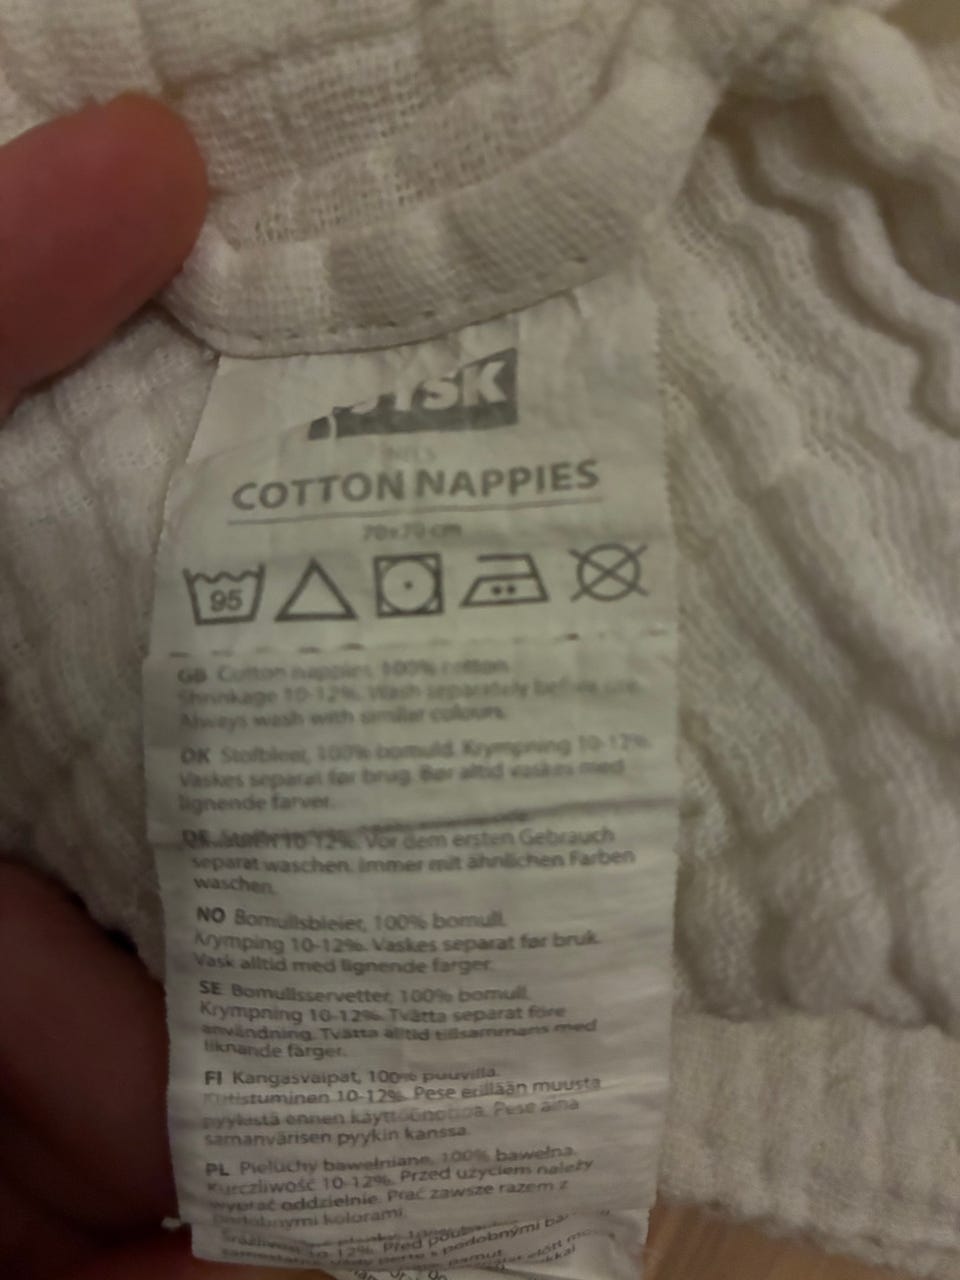 JYSK
COTTON NAPPIES
70x70 cm
95
GB Cotton nappies, 100% cotton.
Shrinkage 10-12%. Wash separately before use.
Always wash with similar colours.
DK Stofbleer, 100% bomuld. Krympning 10-12%.
Vaskes separat før brug. Bør altid vaskes med
lignende farver.
10-12%. Vor dem ersten Gebrauch
separat waschen. Immer mit ähnlichen Farben
waschen.
NO Bomullsbleier, 100% bomull.
Krymping 10-12%. Vaskes separat før bruk.
Vask alltid med lignende farger.
SE Bomullsservetter, 100% bomull.
Krympning 10-12%. Tvätta separat före
användning. Tvätta alltid tillsammans med
liknande färger.
FI Kangasvaipat, 100% puuvilla.
Kutistuminen 10-12%. Pese erillään muusta
pyykistä ennen käyttöönottoa. Pese aina
samanvärisen pyykin kanssa.
PL Pieluchy bawełniane, 100% bawełna.
Kurczliwość 10-12%. Przed użyciem należy
wyprać oddzielnie. Prać zawsze razem z
podobnymi kolorami.
10-12%. Před
s podobnými